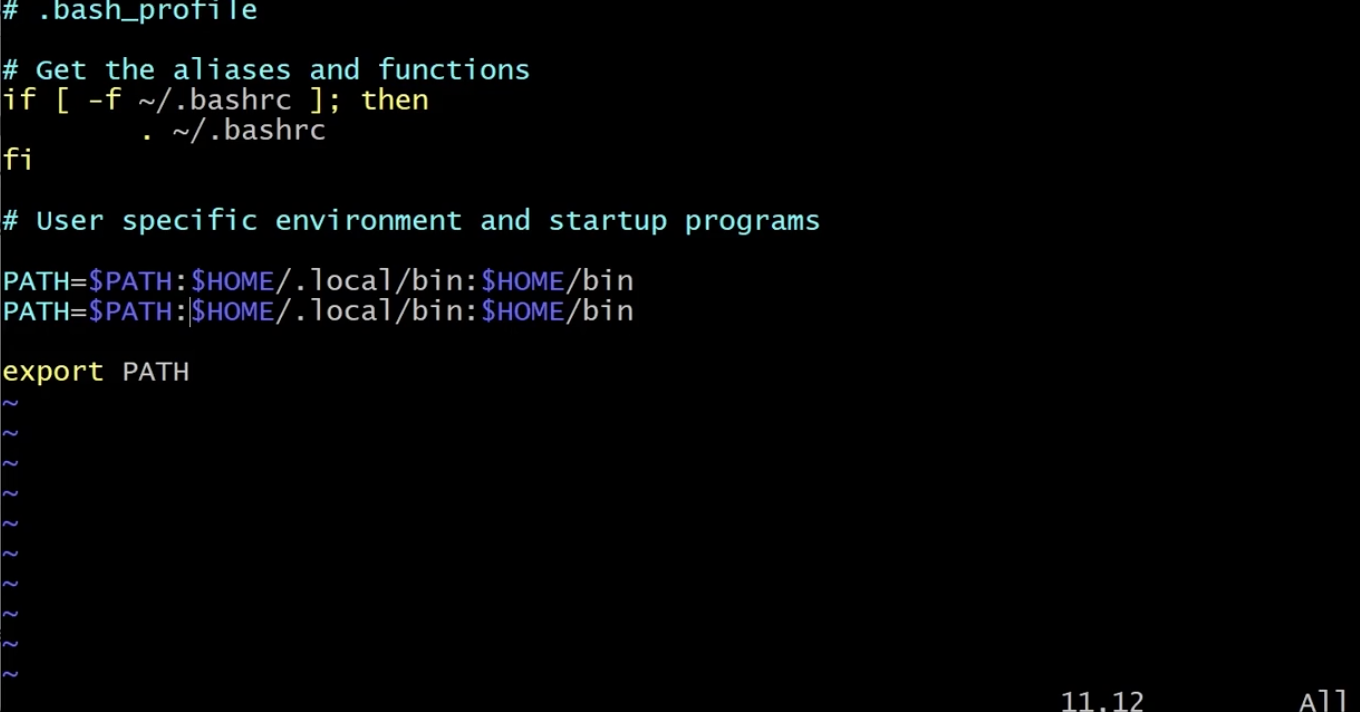 # .bash_profile
# Get the aliases and functions
if [ -f ~/.bashrc ]; then
. ~/.bashrc
fi
# User specific environment and startup programs
PATH=$PATH:$HOME/.local/bin:$HOME/bin
PATH=$PATH:$HOME/.local/bin:$HOME/bin
export PATH
~
~
~
~
~
~
~
~
~
~
11,12 All